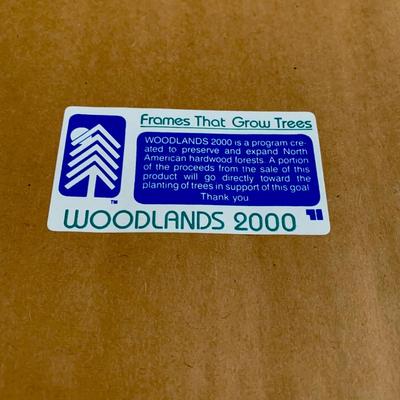 Frames That Grow Trees
WOODLANDS 2000 is a program cre-
ated to preserve and expand North
American hardwood forests. A portion
of the proceeds from the sale of this
product will go directly toward the
planting of trees in support of this goal
Thank you
TM
WOODLANDS 2000